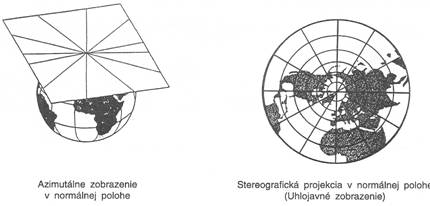 Azimutálne zobrazenie
v normálnej polohe
Stereografická projekcia v normálnej polohe
(Uhlojavné zobrazenie)